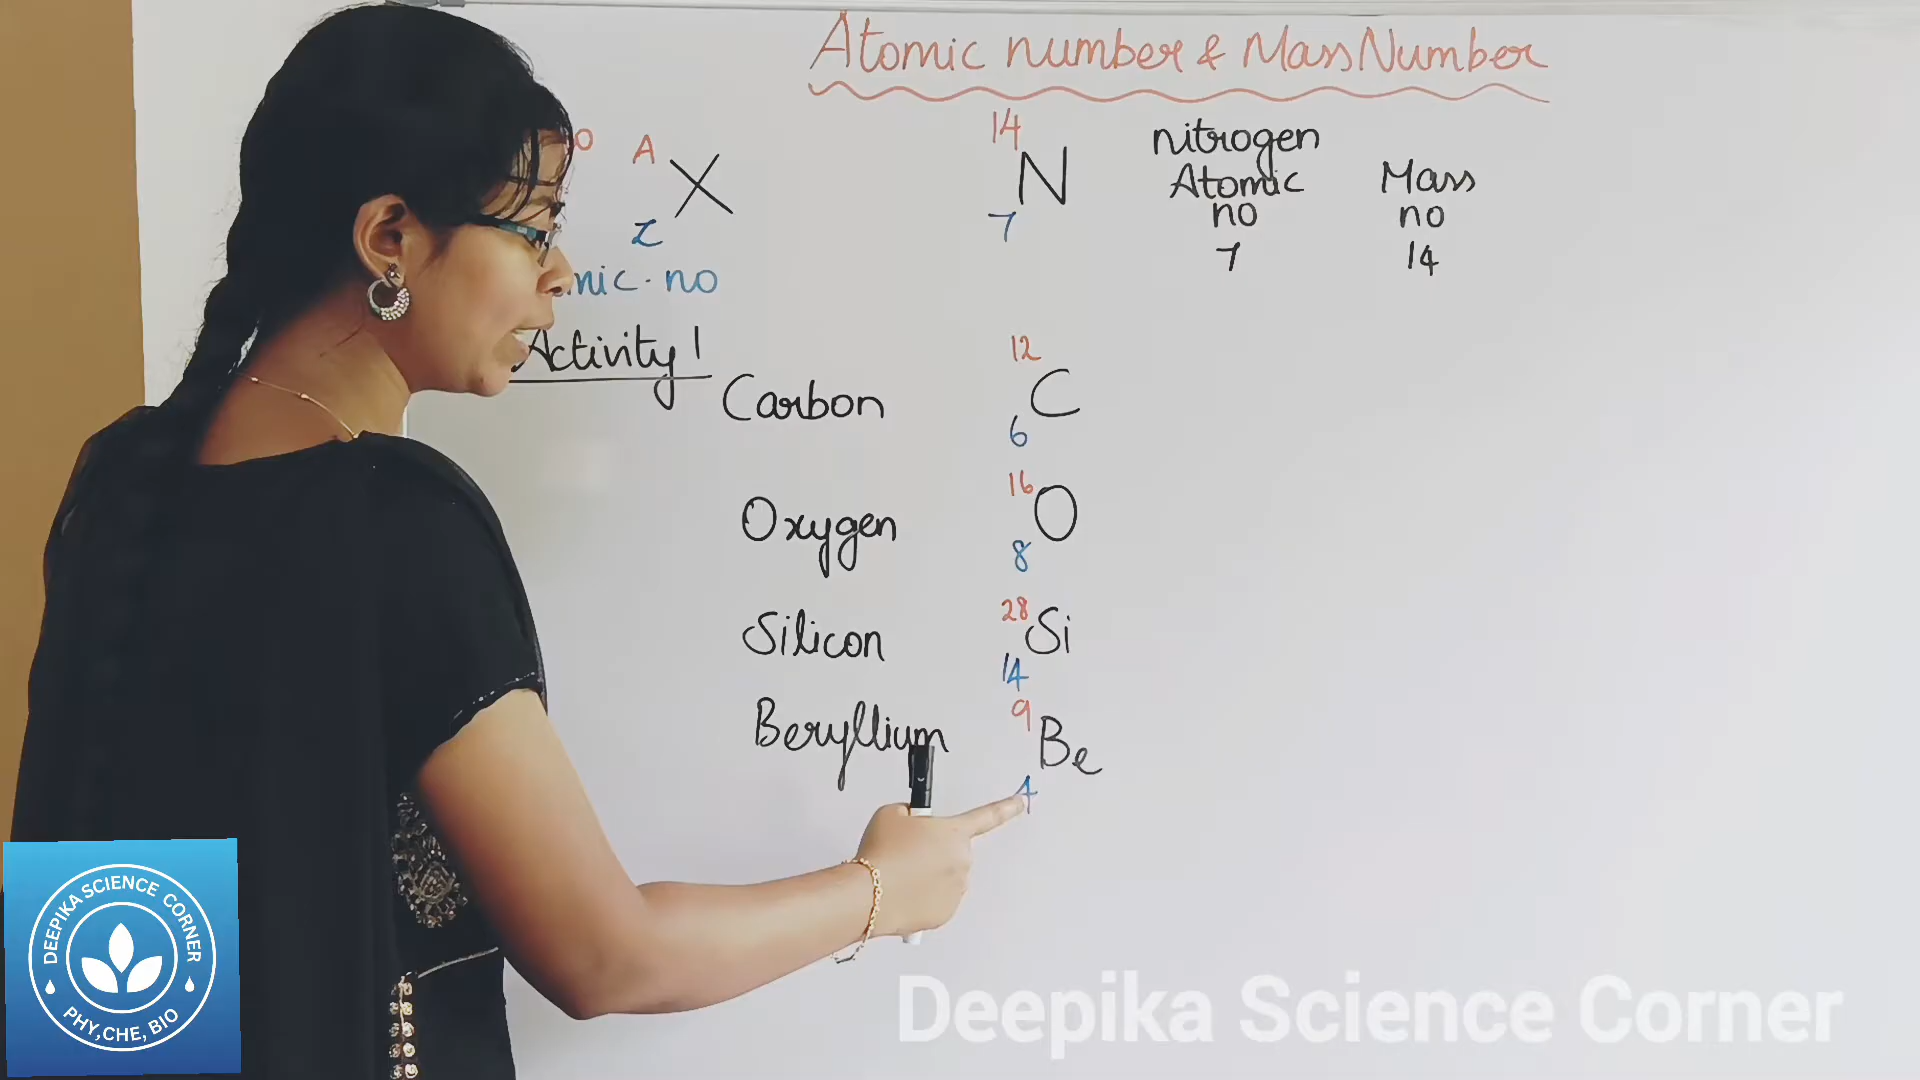 Atomic number & Mass Number
A
X
Z
no
14
N
7
nitrogen
Atomic
no
7
Mass
no
14
Activity 1
Carbon
12
C
6
Oxygen
16
O
8
Silicon
28
Si
14
Beryllium
9
Be
4
DEEPIKA SCIENCE CORNER
PHY,CHE, BIO
Deepika Science Corner